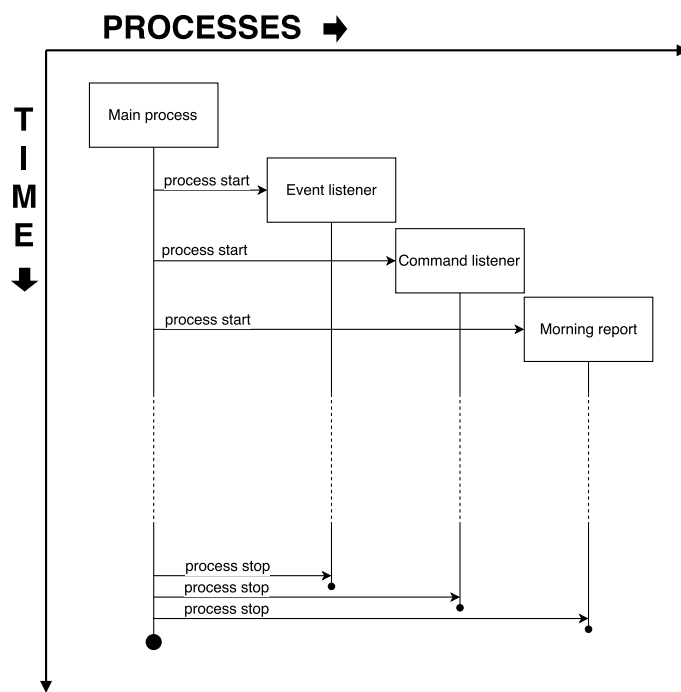 PROCESSES
TIME
Main process
process start
Event listener
process start
Command listener
process start
Morning report
process stop
process stop
process stop